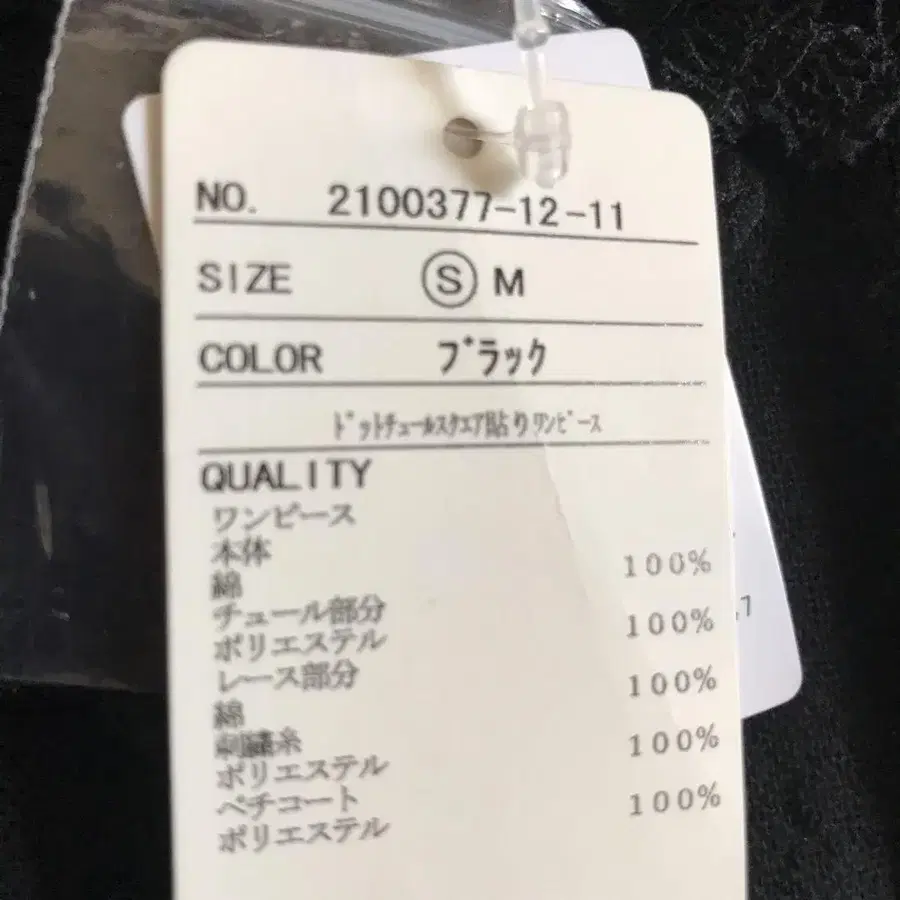 NO. 2100377-12-11
SIZE Ⓢ M
COLOR ブラック
ドットチュールスクエア貼りワンピース
QUALITY
ワンピース
本体
綿 100%
チュール部分
ポリエステル 100%
レース部分
綿 100%
刺繍糸
ポリエステル 100%
ペチコート
ポリエステル 100%